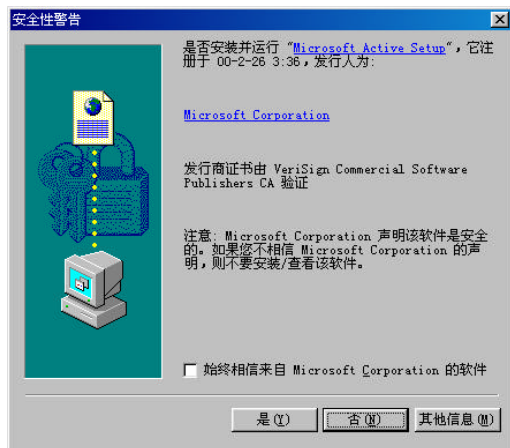 安全性警告
是否安装并运行 “Microsoft Active Setup”，它注
册于 00-2-26 3:36，发行人为:
Microsoft Corporation
发行商证书由 VeriSign Commercial Software
Publishers CA 验证
注意: Microsoft Corporation 声明该软件是安全
的。如果您不相信 Microsoft Corporation 的声
明，则不要安装/查看该软件。
始终相信来自 Microsoft Corporation 的软件
是(Y) 否(N) 其他信息(M)